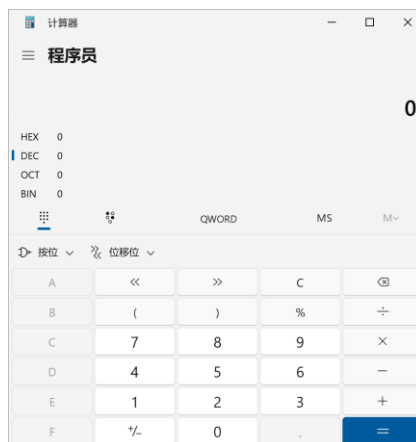 计算器
程序员
0
HEX 0
DEC 0
OCT 0
BIN 0
QWORD MS M
按位 位移位
A « » C
B ( ) % ÷
C 7 8 9 ×
D 4 5 6 −
E 1 2 3 +
F +/− 0 . =